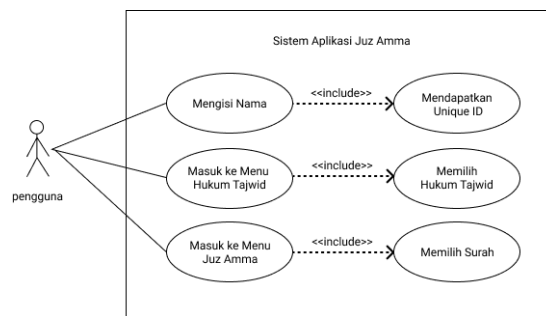 Sistem Aplikasi Juz Amma
Mengisi Nama
<<include>>
Mendapatkan
Unique ID
pengguna
Masuk ke Menu
Hukum Tajwid
<<include>>
Memilih
Hukum Tajwid
Masuk ke Menu
Juz Amma
<<include>>
Memilih Surah